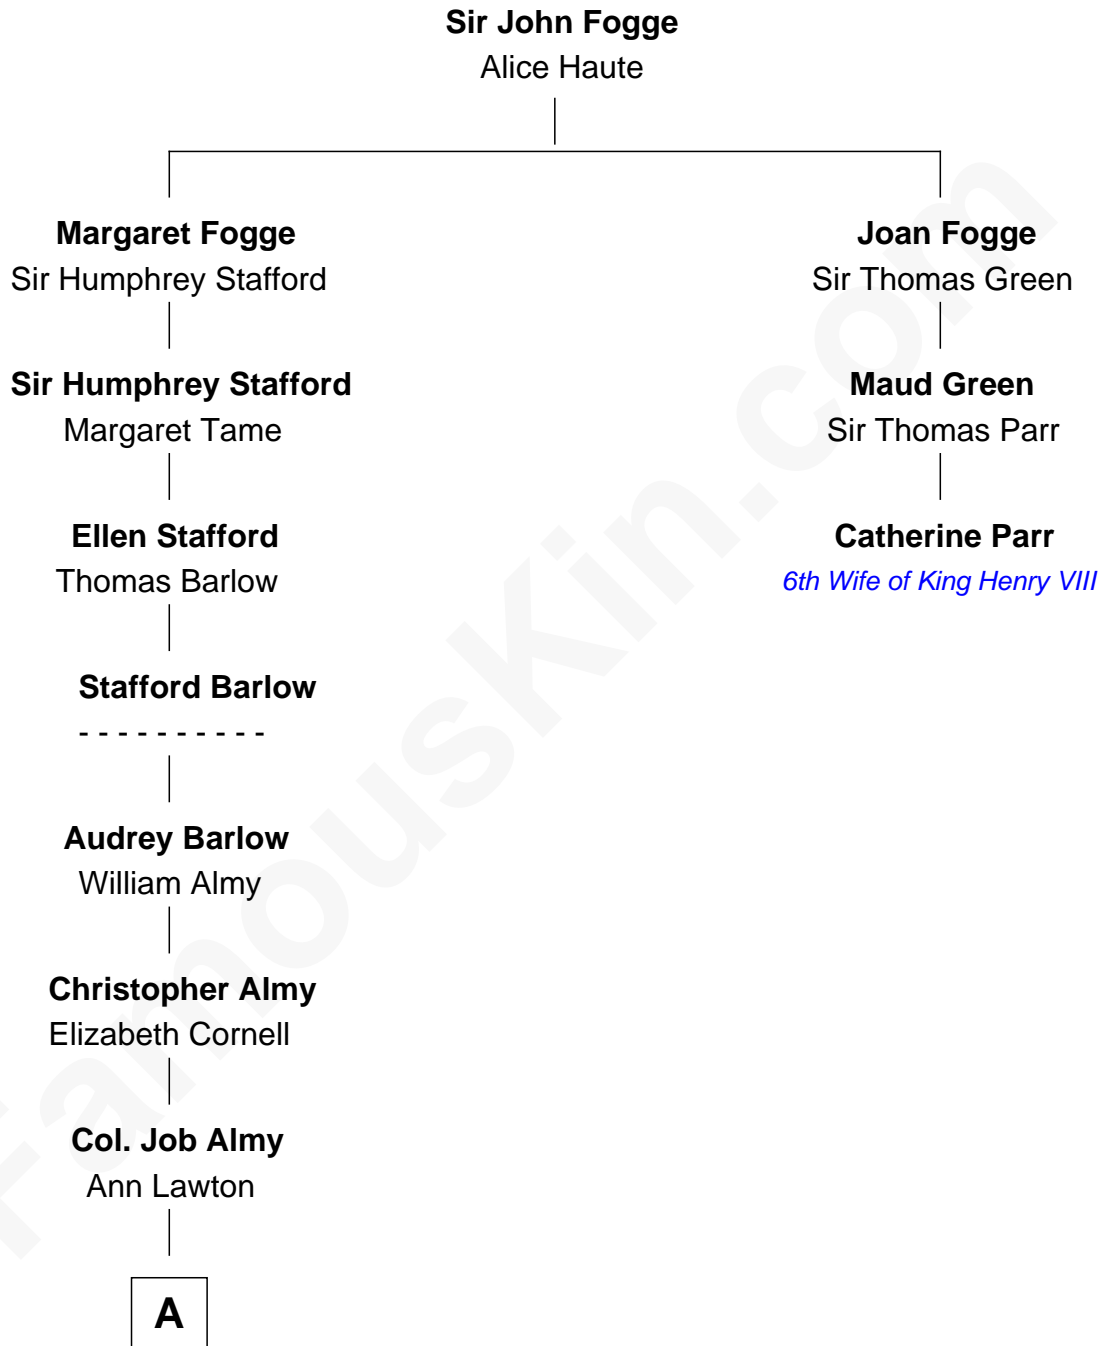 Sir John Fogge
Alice Haute
Margaret Fogge
Sir Humphrey Stafford
Joan Fogge
Sir Thomas Green
Sir Humphrey Stafford
Margaret Tame
Maud Green
Sir Thomas Parr
Ellen Stafford
Thomas Barlow
Catherine Parr
6th Wife of King Henry VIII
Stafford Barlow
- - - - - - - - - -
Audrey Barlow
William Almy
Christopher Almy
Elizabeth Cornell
Col. Job Almy
Ann Lawton
A
FamousKin.com